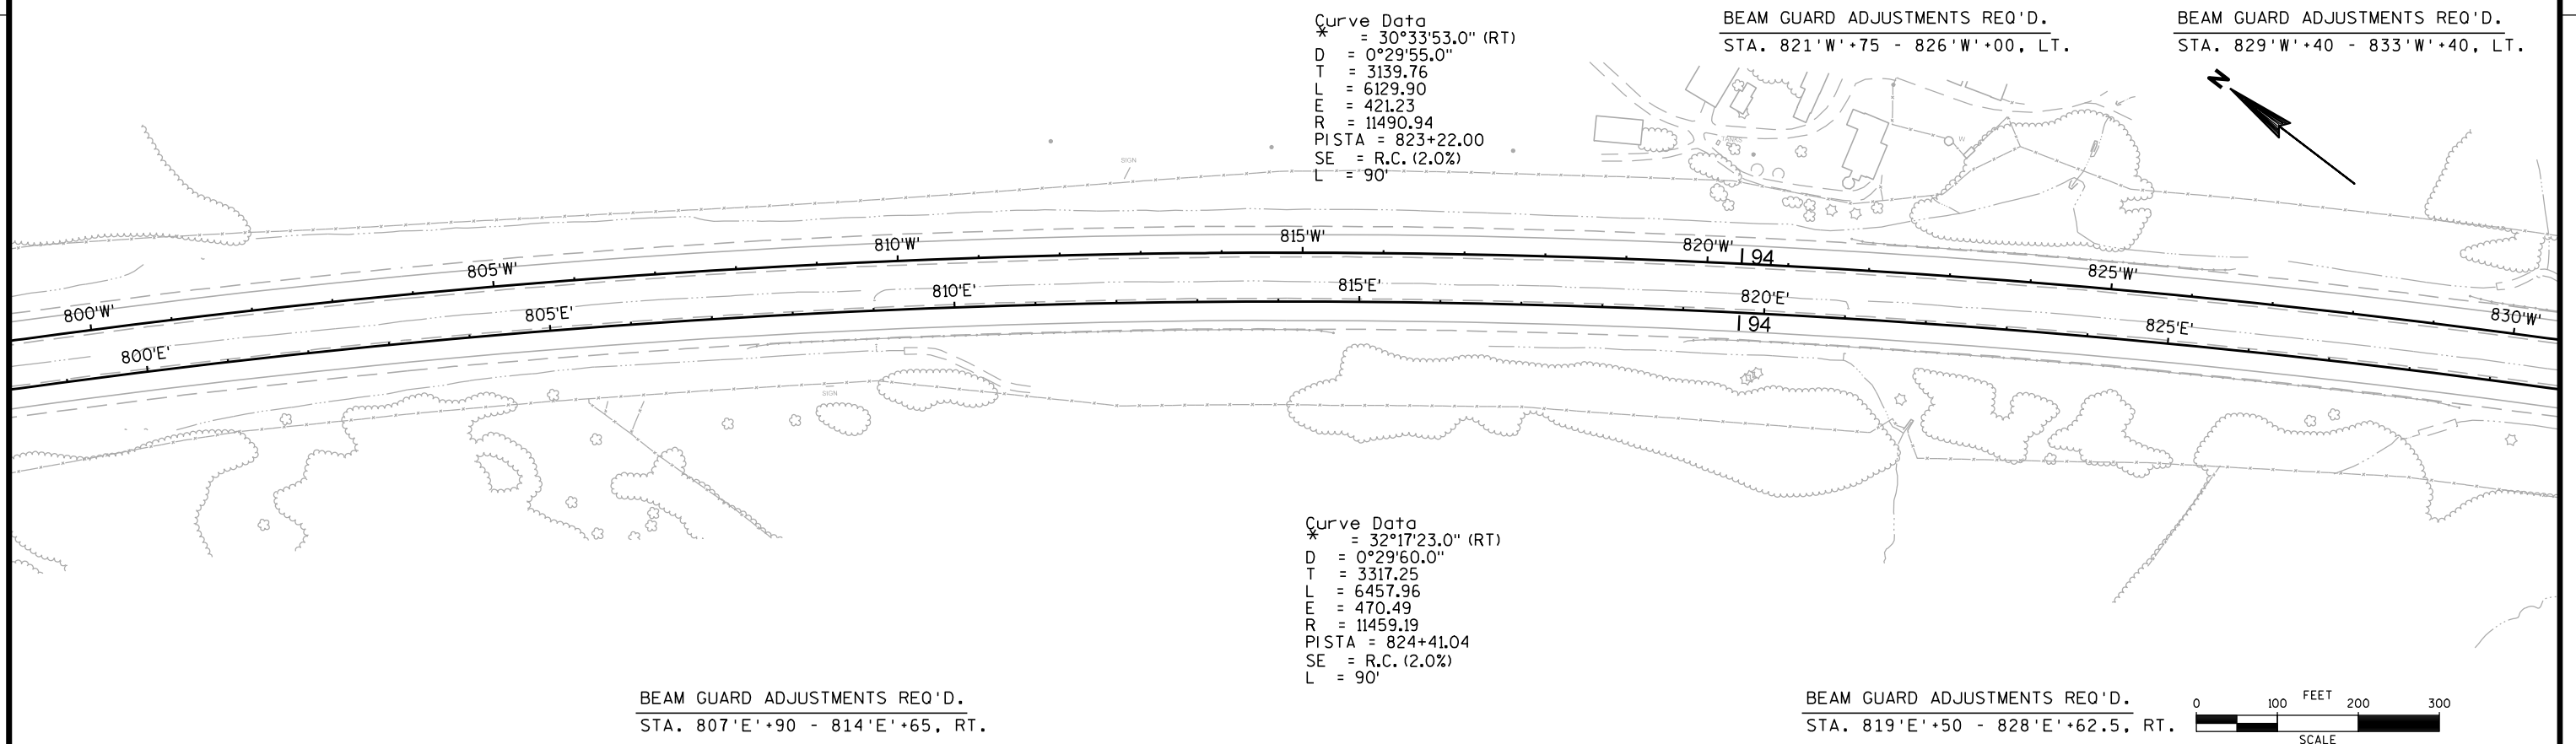 Curve Data
* = 30°33'53.0" (RT)
D = 0°29'55.0"
T = 3139.76
L = 6129.90
E = 421.23
R = 11490.94
PISTA = 823+22.00
SE = R.C. (2.0%)
L = 90'
BEAM GUARD ADJUSTMENTS REQ'D.
STA. 821'W'+75 - 826'W'+00, LT.
BEAM GUARD ADJUSTMENTS REQ'D.
STA. 829'W'+40 - 833'W'+40, LT.
N
SIGN
W
800'W'
805'W'
810'W'
815'W'
820'W'
I 94
825'W'
830'W'
800'E'
805'E'
810'E'
815'E'
820'E'
I 94
825'E'
SIGN
Curve Data
* = 32°17'23.0" (RT)
D = 0°29'60.0"
T = 3317.25
L = 6457.96
E = 470.49
R = 11459.19
PISTA = 824+41.04
SE = R.C. (2.0%)
L = 90'
BEAM GUARD ADJUSTMENTS REQ'D.
STA. 807'E'+90 - 814'E'+65, RT.
BEAM GUARD ADJUSTMENTS REQ'D.
STA. 819'E'+50 - 828'E'+62.5, RT.
0 100 FEET 200 300
SCALE